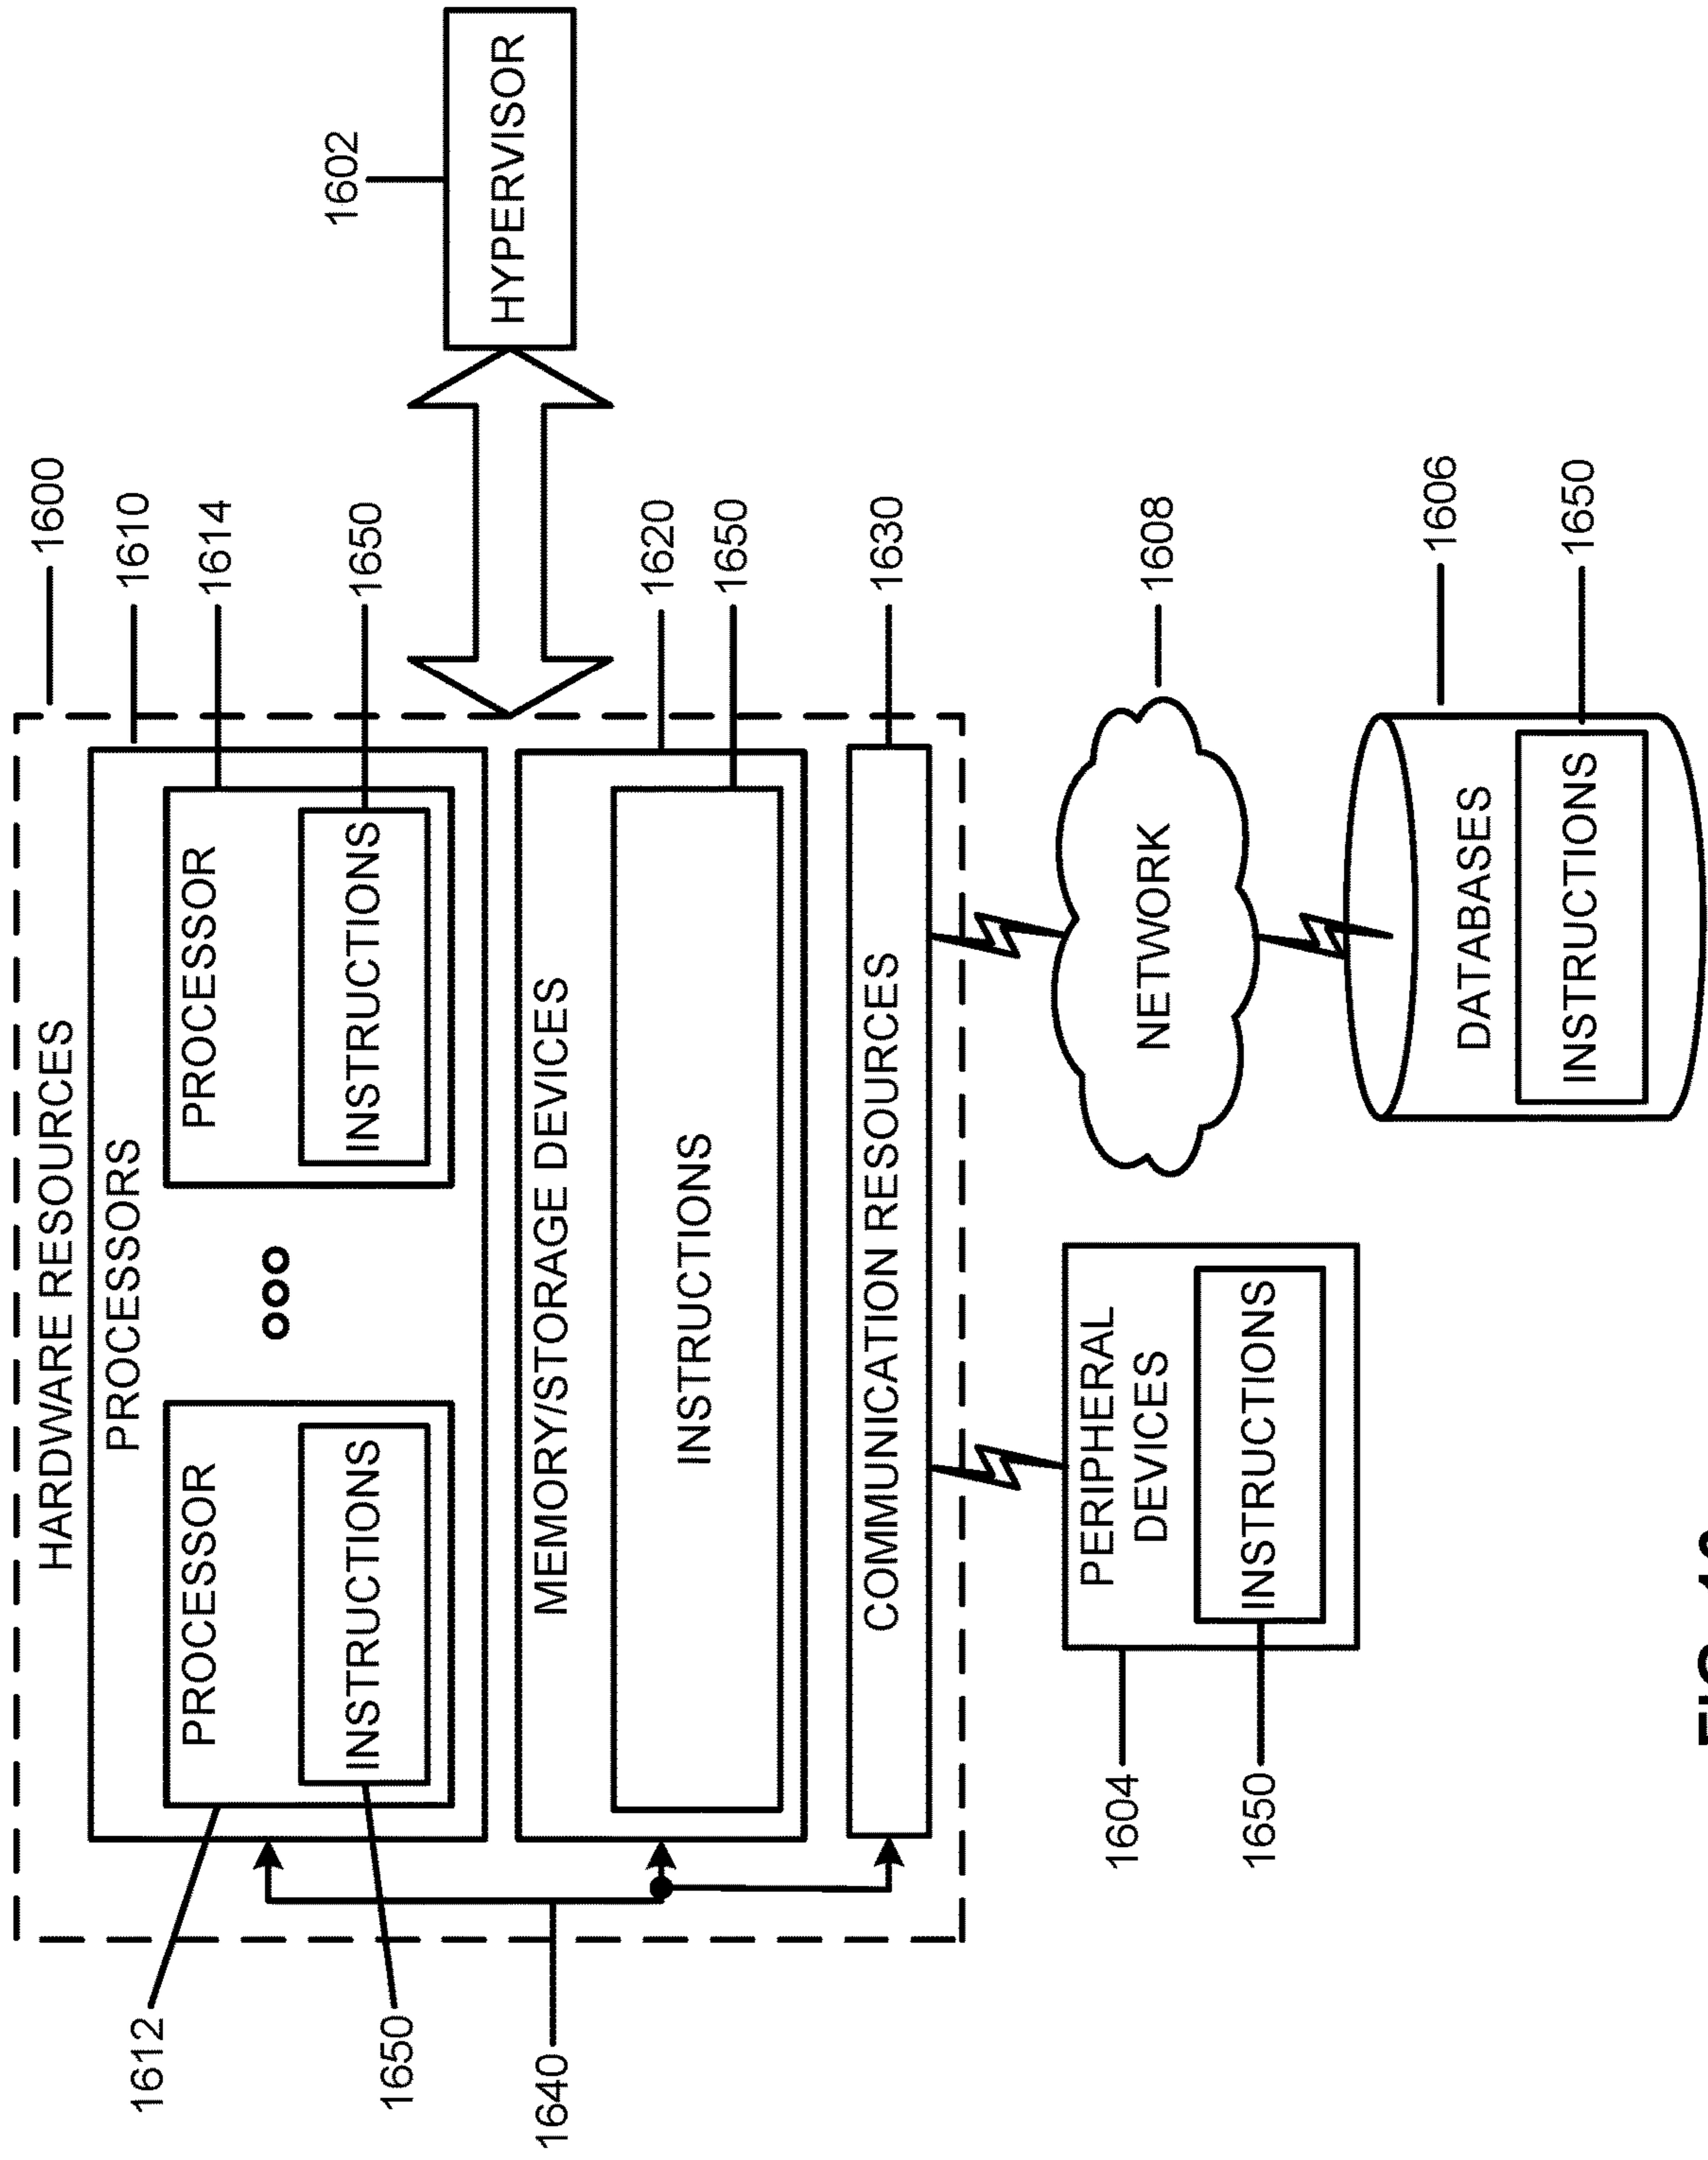 HARDWARE RESOURCES
1600
PROCESSORS
1610
1612
PROCESSOR
PROCESSOR
1614
1650
INSTRUCTIONS
INSTRUCTIONS
1650
1602
HYPERVISOR
1640
MEMORY/STORAGE DEVICES
1620
INSTRUCTIONS
1650
COMMUNICATION RESOURCES
1630
1604
PERIPHERAL
DEVICES
1650
INSTRUCTIONS
NETWORK
1608
DATABASES
1606
INSTRUCTIONS
1650